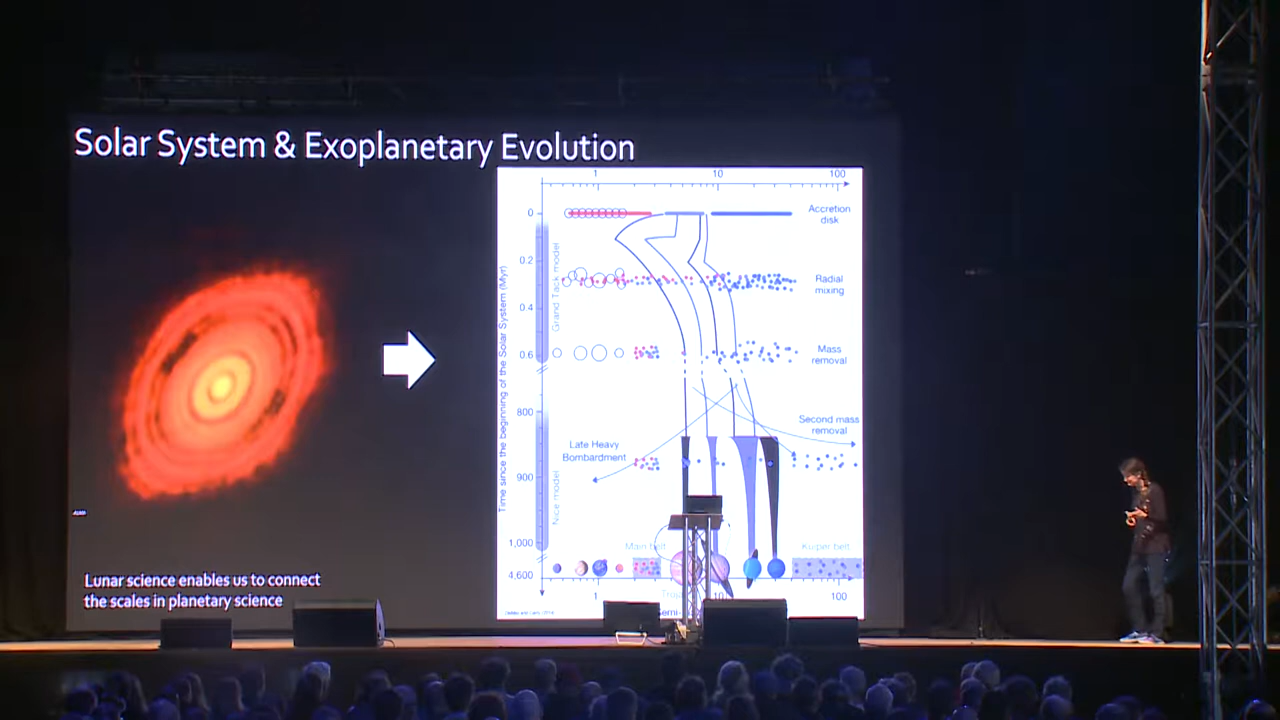 Solar System & Exoplanetary Evolution
1 10 100
0
Accretion
disk
0.2
Radial
mixing
0.4
0.6
Mass
removal
800
Second mass
removal
Late Heavy
Bombardment
900
1,000
4.600
Time since the beginning of the Solar System (Myr)
Grand Tack model
Nice model
Main belt
Kuiper belt
1 10 100
Lunar science enables us to connect
the scales in planetary science